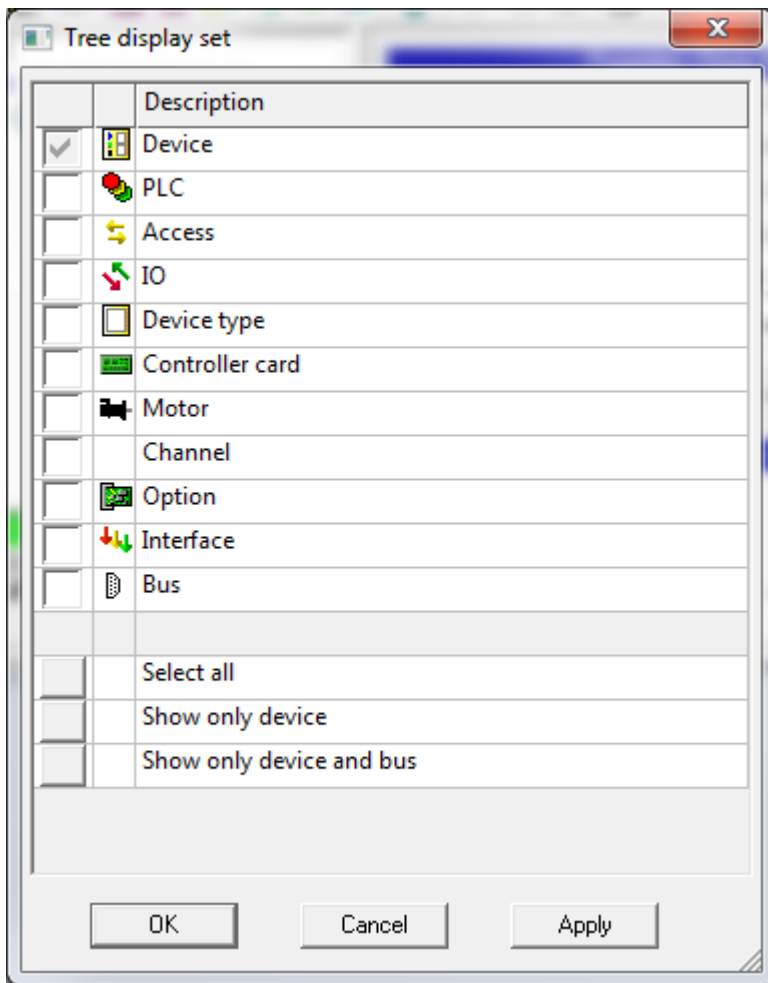 Tree display set
Description
Device
PLC
Access
IO
Device type
Controller card
Motor
Channel
Option
Interface
Bus
Select all
Show only device
Show only device and bus
OK Cancel Apply